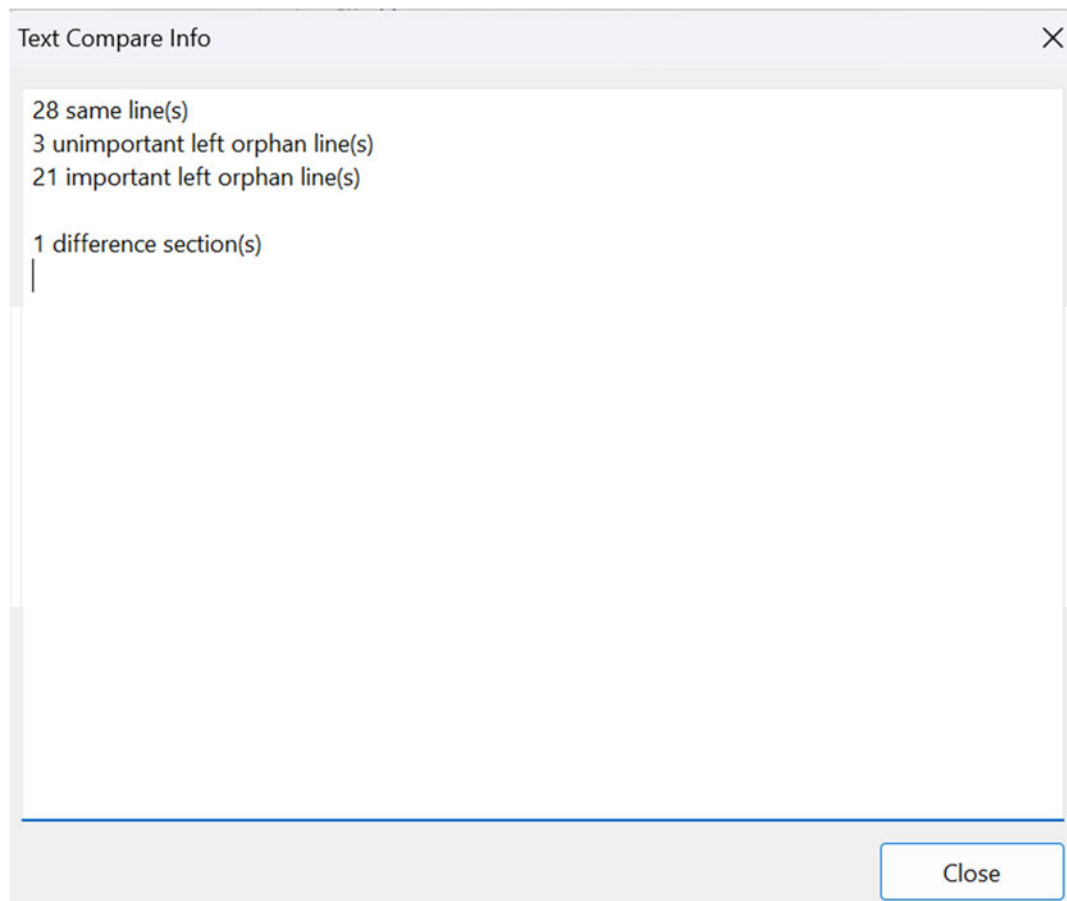 Text Compare Info
28 same line(s)
3 unimportant left orphan line(s)
21 important left orphan line(s)
1 difference section(s)
Close